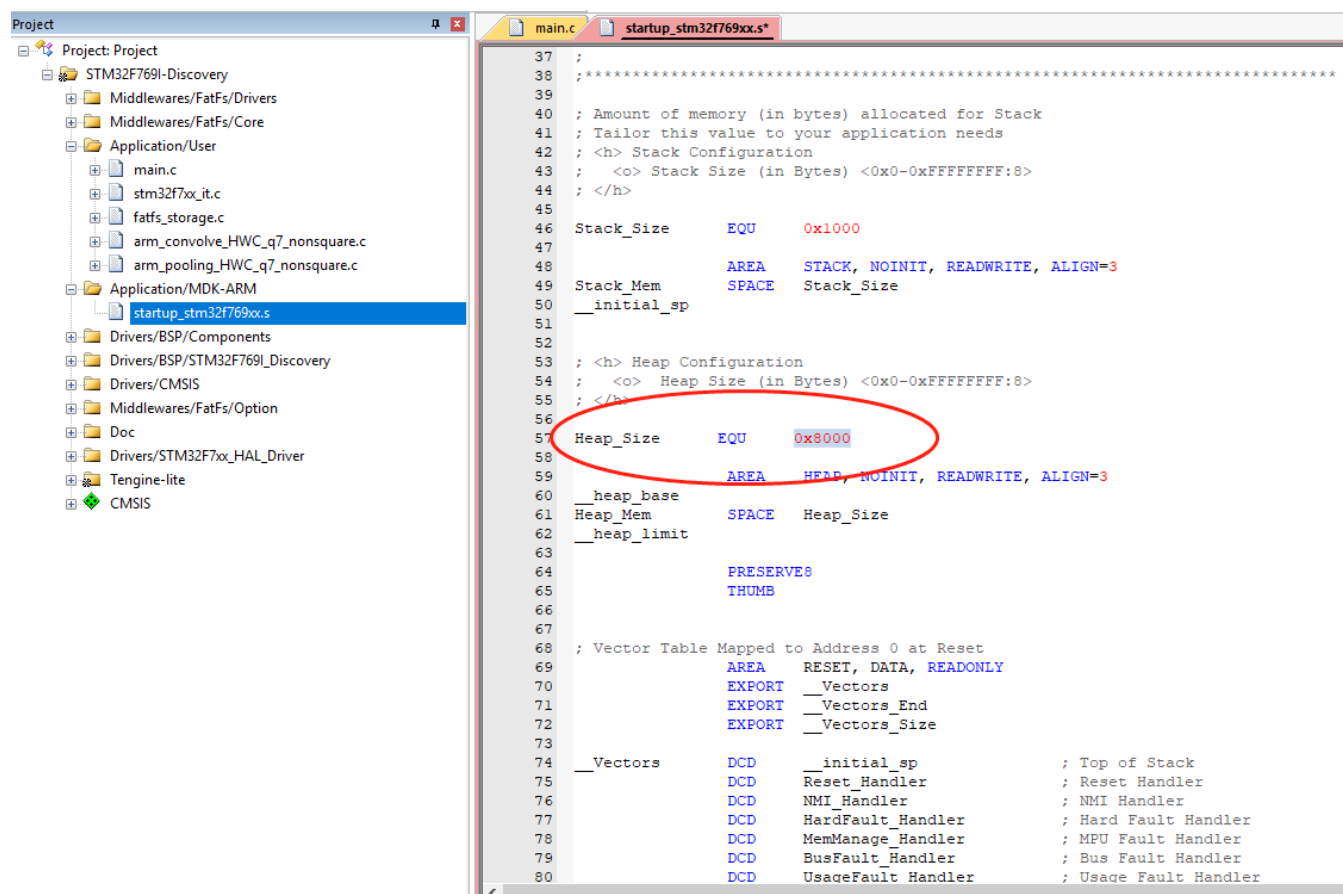 Project
Project: Project
STM32F769I-Discovery
Middlewares/FatFs/Drivers
Middlewares/FatFs/Core
Application/User
main.c
stm32f7xx_it.c
fatfs_storage.c
arm_convolve_HWC_q7_nonsquare.c
arm_pooling_HWC_q7_nonsquare.c
Application/MDK-ARM
startup_stm32f769xx.s
Drivers/BSP/Components
Drivers/BSP/STM32F769I_Discovery
Drivers/CMSIS
Middlewares/FatFs/Option
Doc
Drivers/STM32F7xx_HAL_Driver
Tengine-lite
CMSIS
main.c startup_stm32f769xx.s*
37 ;
38 ;*******************************************************************************
39
40 ; Amount of memory (in bytes) allocated for Stack
41 ; Tailor this value to your application needs
42 ; <h> Stack Configuration
43 ;   <o> Stack Size (in Bytes) <0x0-0xFFFFFFFF:8>
44 ; </h>
45
46 Stack_Size      EQU     0x1000
47
48                 AREA    STACK, NOINIT, READWRITE, ALIGN=3
49 Stack_Mem       SPACE   Stack_Size
50 __initial_sp
51
52
53 ; <h> Heap Configuration
54 ;   <o>  Heap Size (in Bytes) <0x0-0xFFFFFFFF:8>
55 ; </h>
56
57 Heap_Size      EQU     0x8000
58
59                 AREA    HEAP, NOINIT, READWRITE, ALIGN=3
60 __heap_base
61 Heap_Mem        SPACE   Heap_Size
62 __heap_limit
63
64                 PRESERVE8
65                 THUMB
66
67
68 ; Vector Table Mapped to Address 0 at Reset
69                 AREA    RESET, DATA, READONLY
70                 EXPORT  __Vectors
71                 EXPORT  __Vectors_End
72                 EXPORT  __Vectors_Size
73
74 __Vectors       DCD     __initial_sp               ; Top of Stack
75                 DCD     Reset_Handler              ; Reset Handler
76                 DCD     NMI_Handler                ; NMI Handler
77                 DCD     HardFault_Handler          ; Hard Fault Handler
78                 DCD     MemManage_Handler          ; MPU Fault Handler
79                 DCD     BusFault_Handler           ; Bus Fault Handler
80                 DCD     UsageFault_Handler         ; Usage Fault Handler